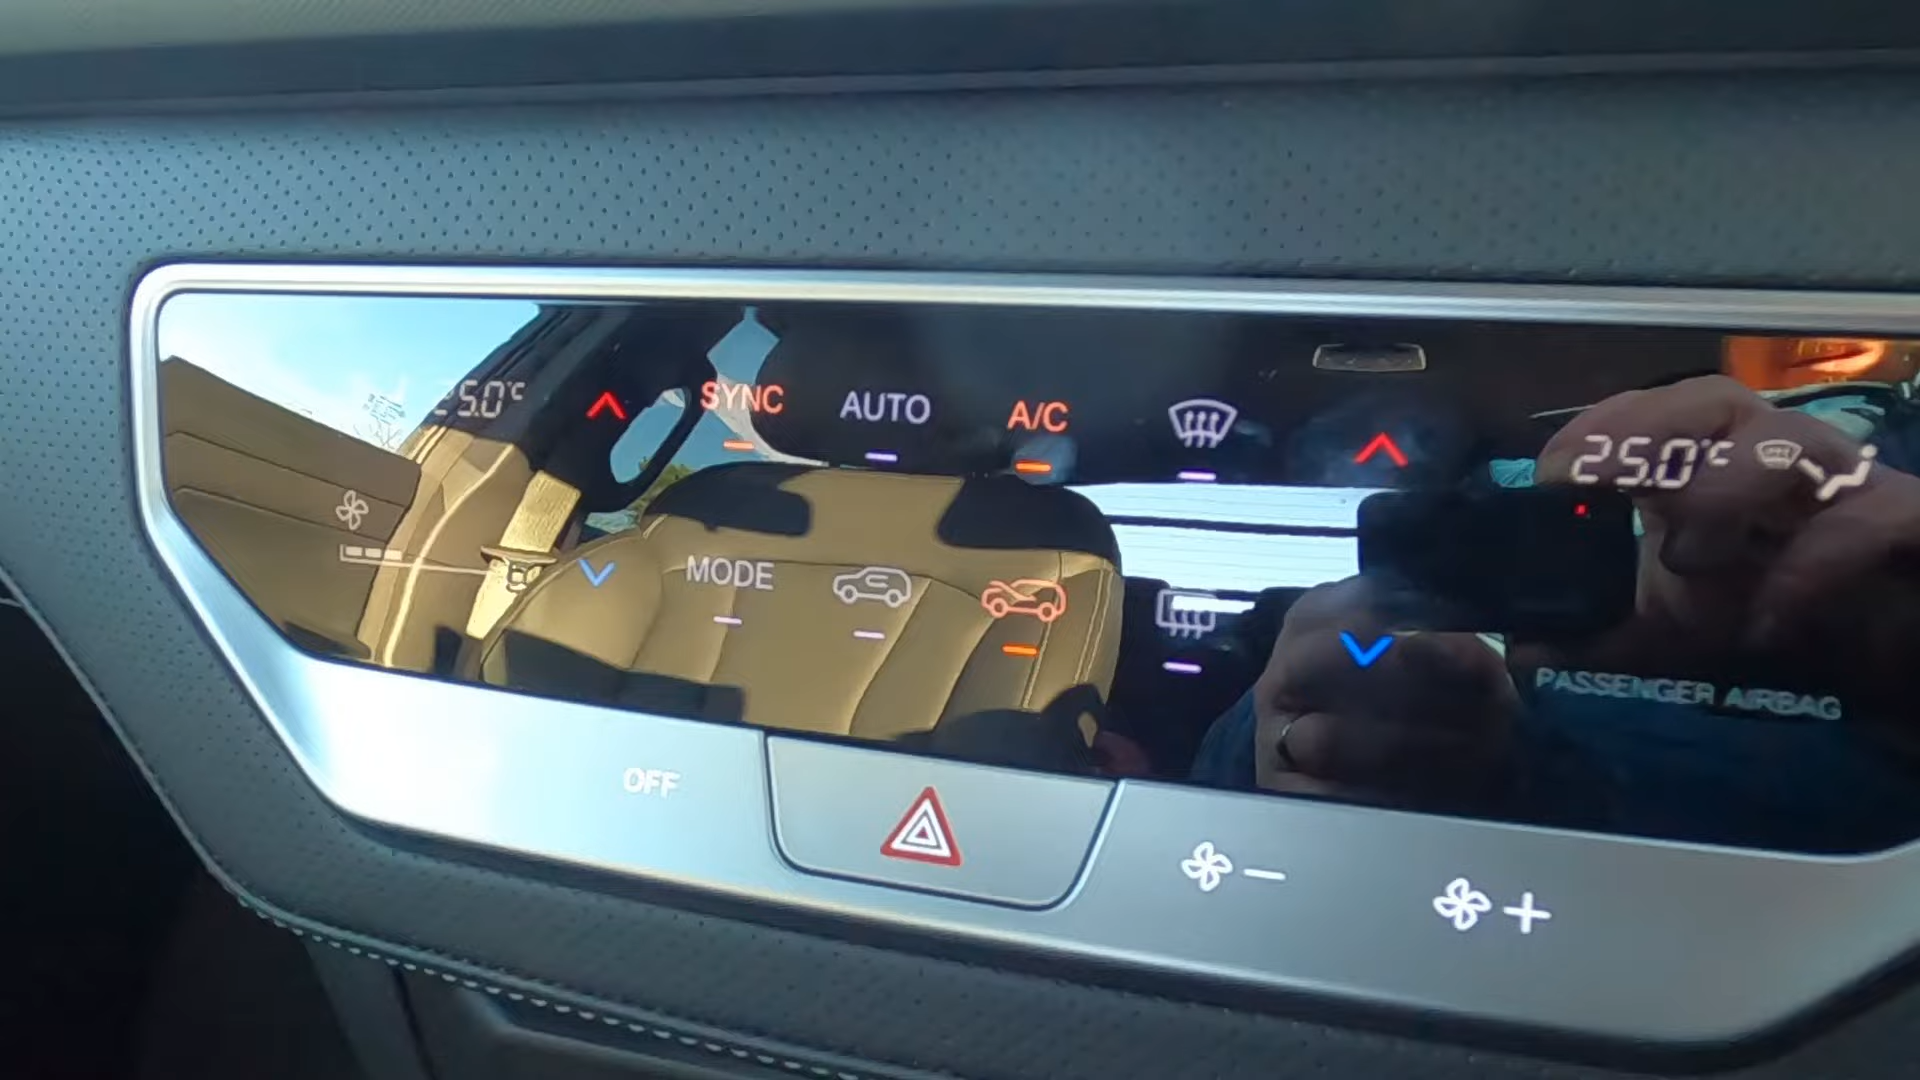 25.0°C SYNC AUTO A/C 25.0°C
MODE
PASSENGER AIRBAG
OFF
- +